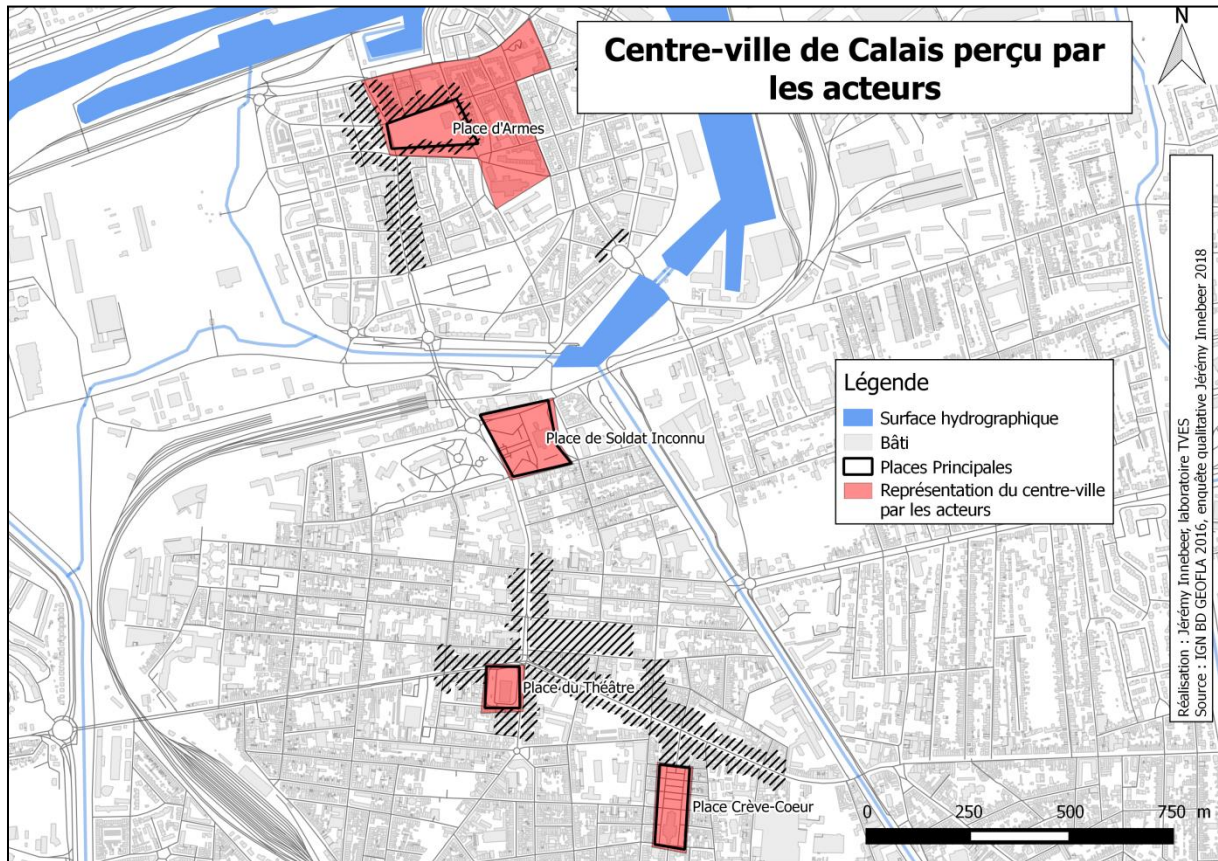 Centre-ville de Calais perçu par
les acteurs
N
Place d'Armes
Place de Soldat Inconnu
Place du Théâtre
Place Crève-Coeur
Légende
Surface hydrographique
Bâti
Places Principales
Représentation du centre-ville
par les acteurs
Réalisation : Jérémy Innebeer, laboratoire TVES
Source : IGN BD GEOFLA 2016, enquête qualitative Jérémy Innebeer 2018
0 250 500 750 m